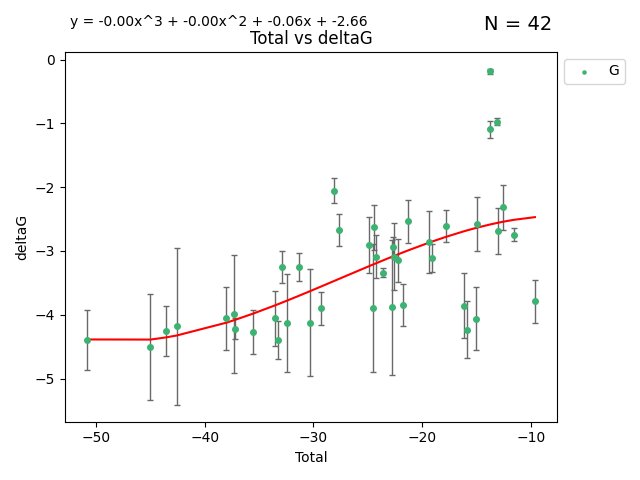 y = -0.00x^3 + -0.00x^2 + -0.06x + -2.66
N = 42
Total vs deltaG
G
0
−1
−2
−3
−4
−5
deltaG
−50 −40 −30 −20 −10
Total